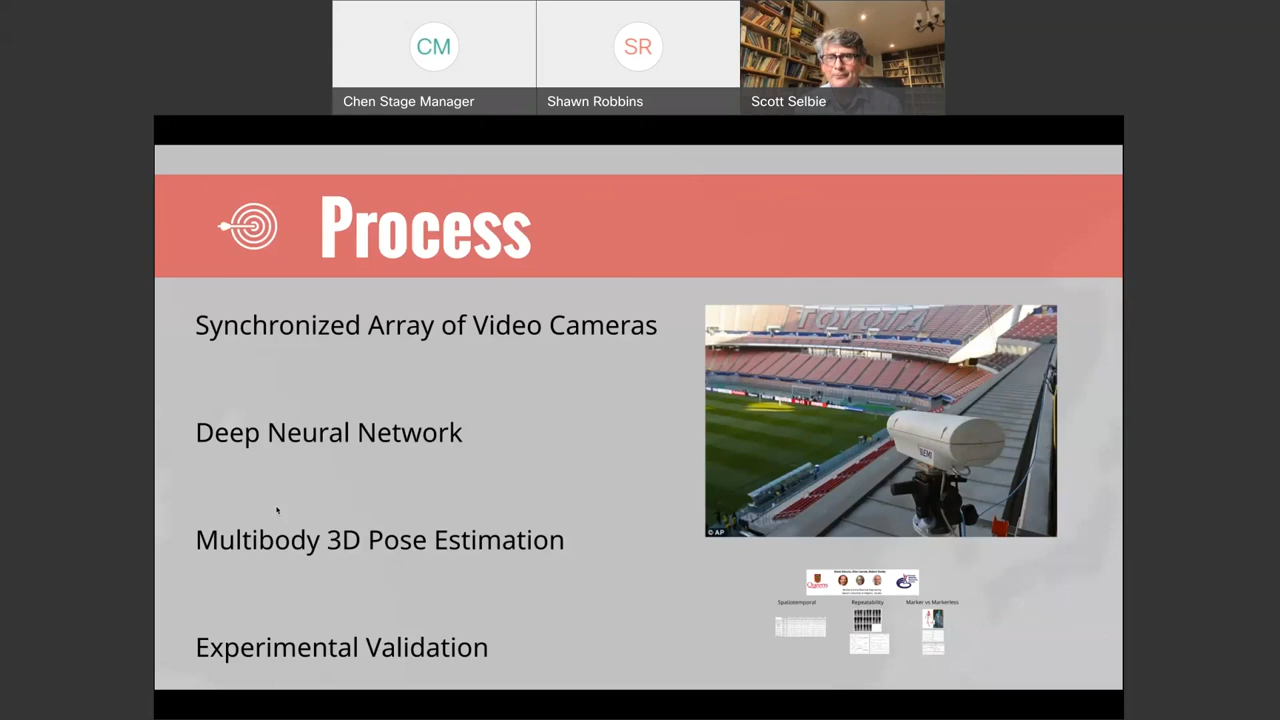 CM
SR
Chen Stage Manager
Shawn Robbins
Scott Selbie
Process
Synchronized Array of Video Cameras
Deep Neural Network
Multibody 3D Pose Estimation
Experimental Validation
TOYOTA
© AP
Queen's
Spatiotemporal
Repeatability
Marker vs Markerless